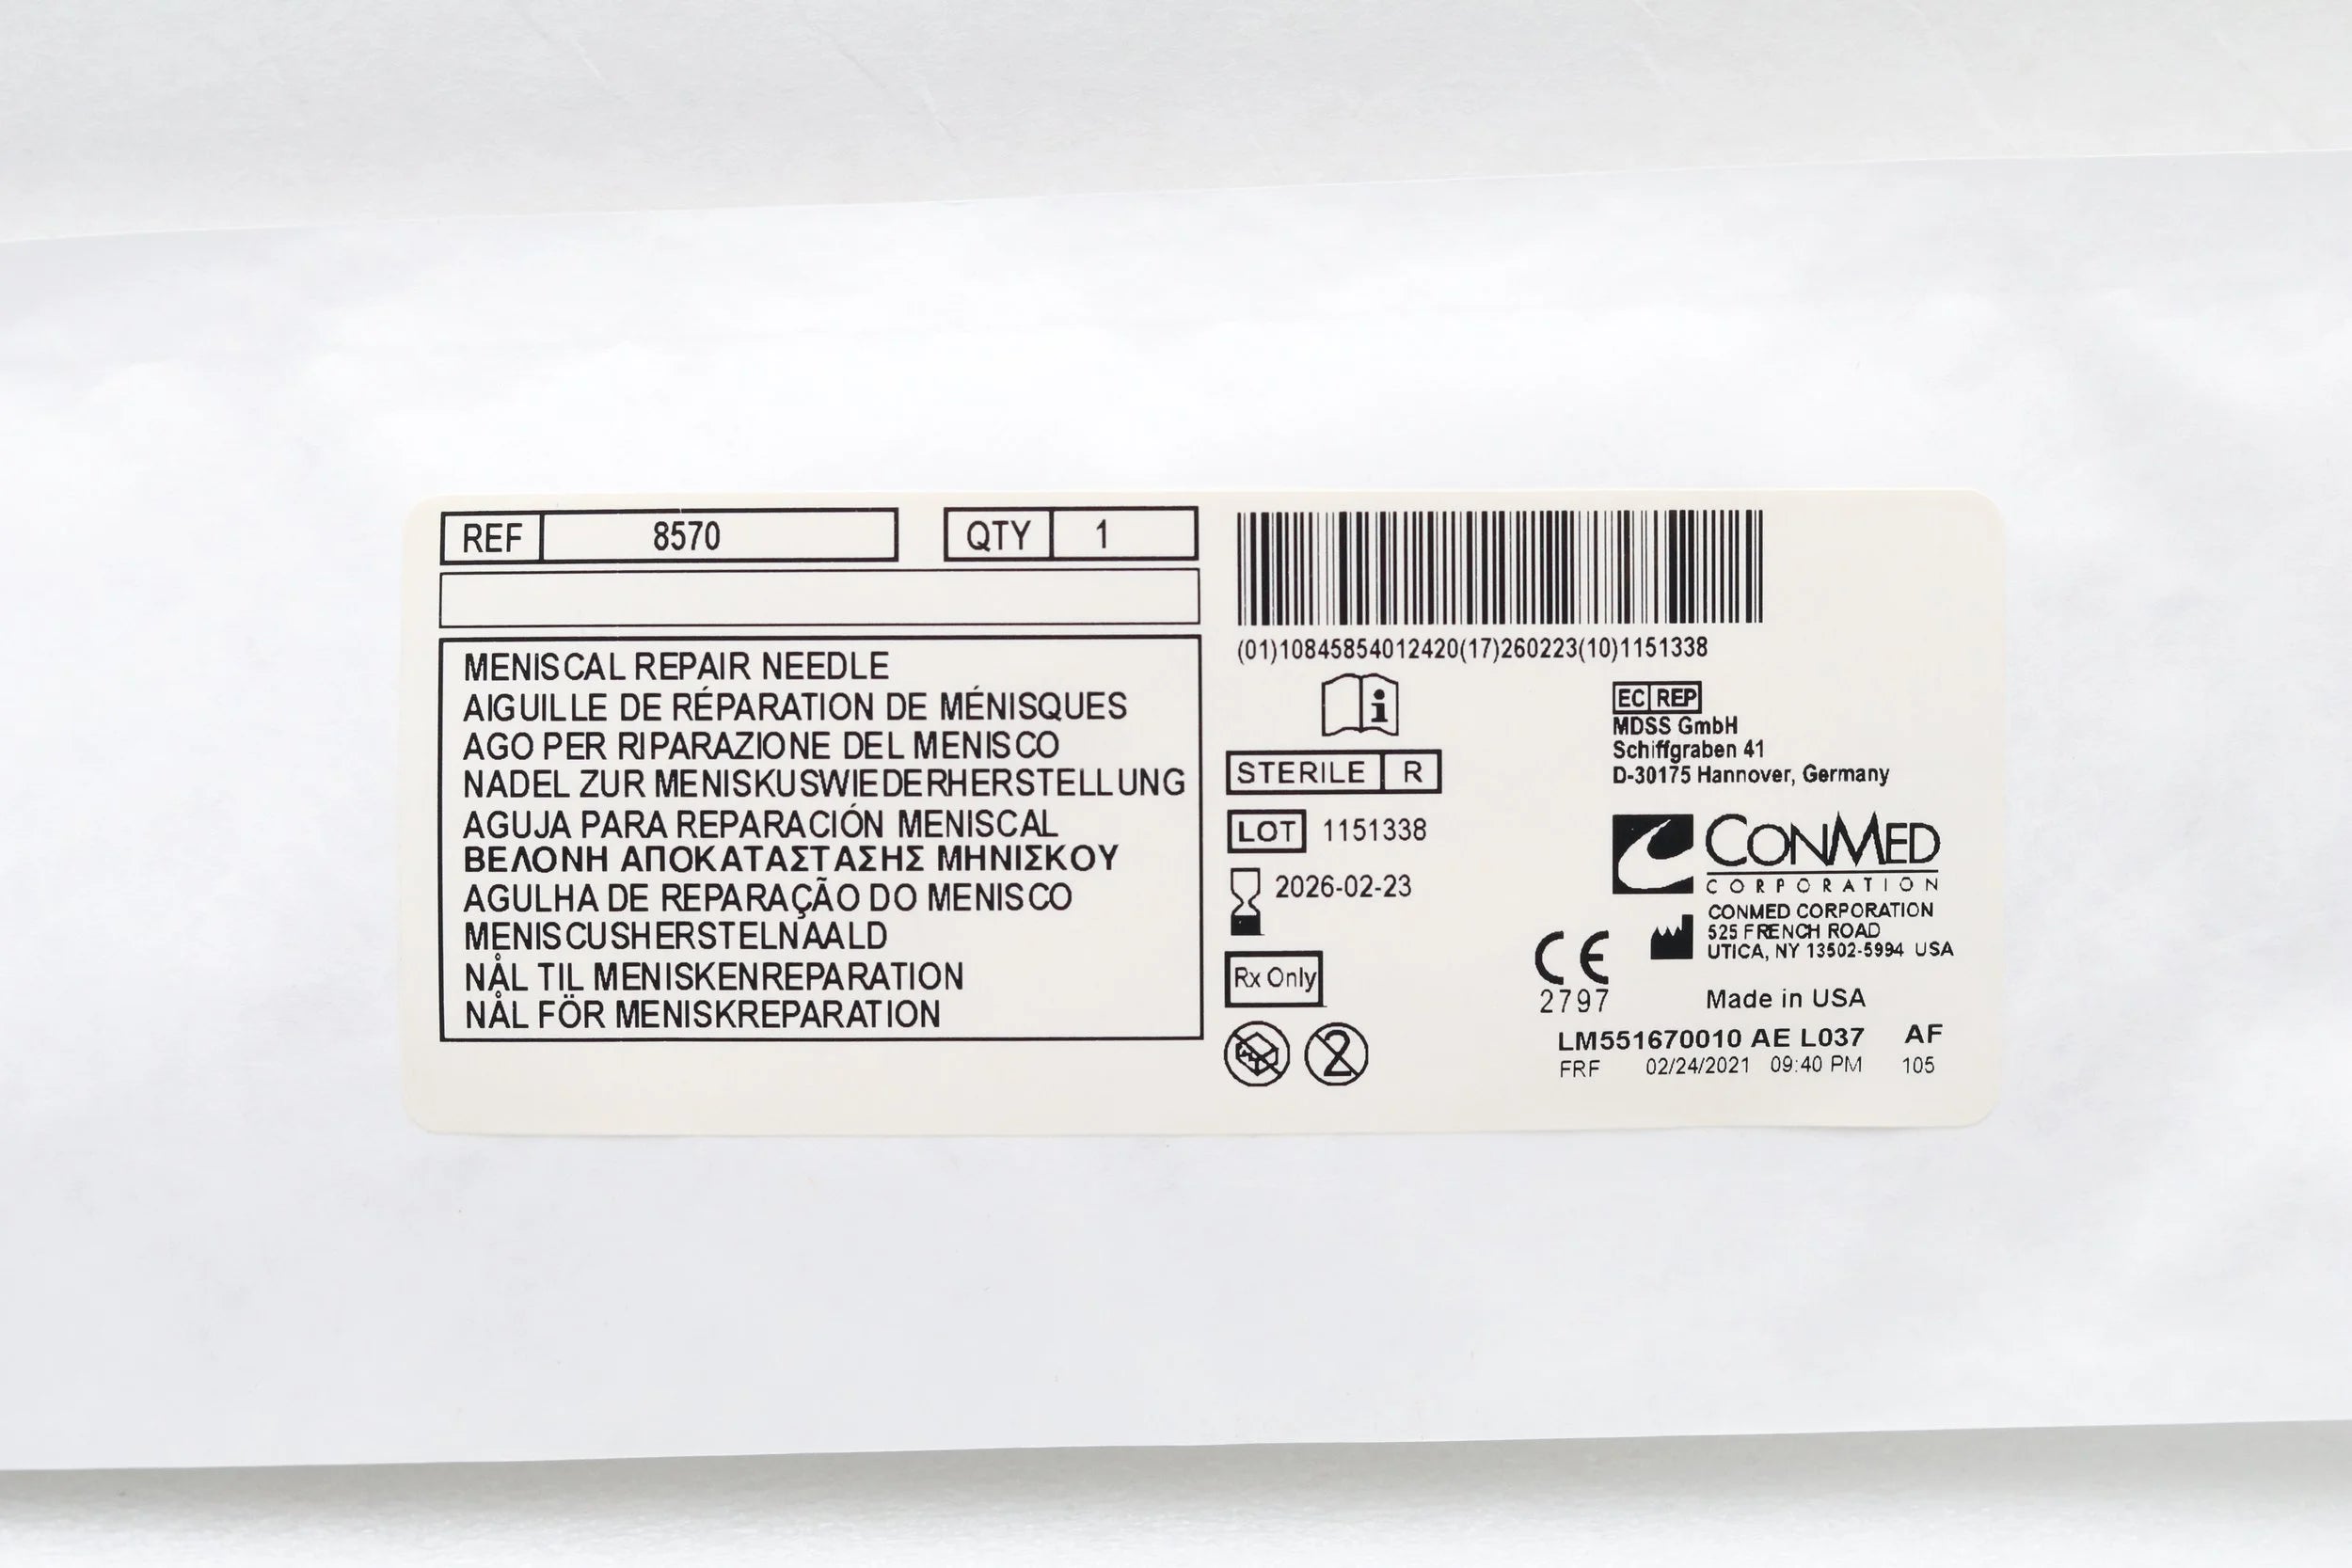 REF 8570 QTY 1
MENISCAL REPAIR NEEDLE
AIGUILLE DE RÉPARATION DE MÉNISQUES
AGO PER RIPARAZIONE DEL MENISCO
NADEL ZUR MENISKUSWIEDERHERSTELLUNG
AGUJA PARA REPARACIÓN MENISCAL
ΒΕΛΟΝΗ ΑΠΟΚΑΤΑΣΤΑΣΗΣ ΜΗΝΙΣΚΟΥ
AGULHA DE REPARAÇÃO DO MENISCO
MENISCUSHERSTELNAALD
NÅL TIL MENISKENREPARATION
NÅL FÖR MENISKREPARATION
(01)10845854012420(17)260223(10)1151338
i
STERILE R
LOT 1151338
2026-02-23
Rx Only
2
EC REP
MDSS GmbH
Schiffgraben 41
D-30175 Hannover, Germany
CONMED
CORPORATION
CONMED CORPORATION
525 FRENCH ROAD
UTICA, NY 13502-5994 USA
CE
2797
Made in USA
LM551670010 AE L037 AF
FRF 02/24/2021 09:40 PM 105